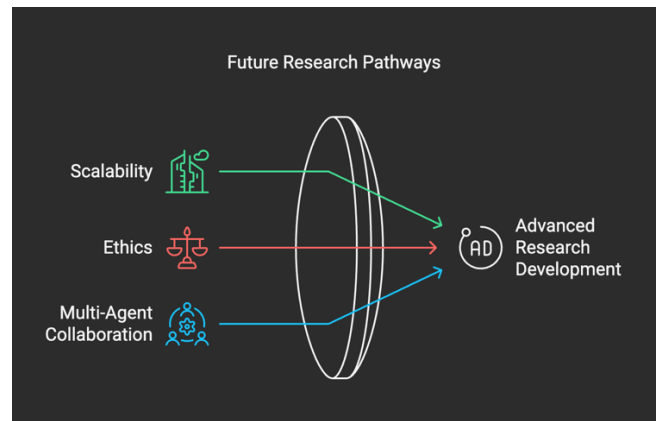 Future Research Pathways
Scalability
Ethics
Multi-Agent
Collaboration
AD
Advanced
Research
Development